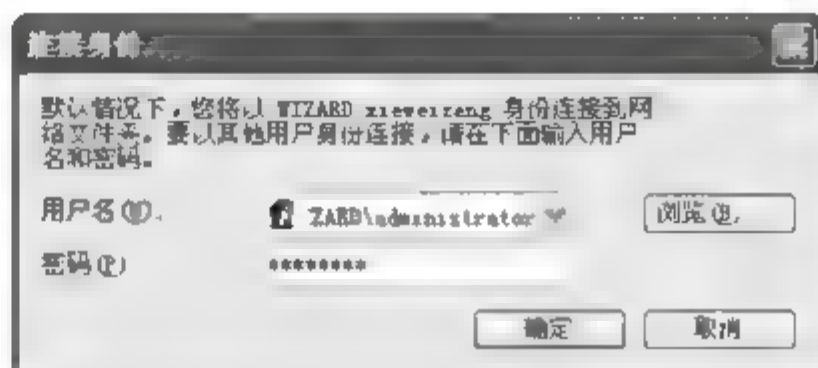 连接身份...
默认情况下，您将以 WIZARD xieweizeng 身份连接到网
络文件夹。要以其他用户身份连接，请在下面输入用户
名和密码。
用户名(U): ZARD\administrator 浏览(B).
密码(P) ********
确定 取消